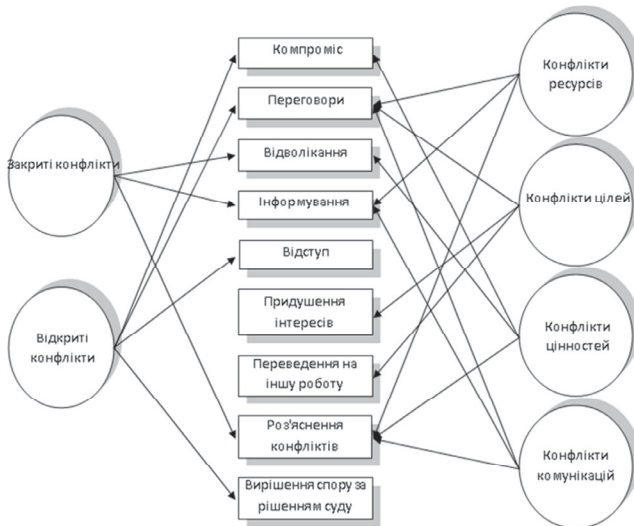 Компроміс
Переговори
Відволікання
Інформування
Відступ
Придушення
інтересів
Переведення на
іншу роботу
Роз'яснення
конфліктів
Вирішення спору за
рішенням суду
Закриті конфлікти
Відкриті
конфлікти
Конфлікти
ресурсів
Конфлікти цілей
Конфлікти
цінностей
Конфлікти
комунікацій